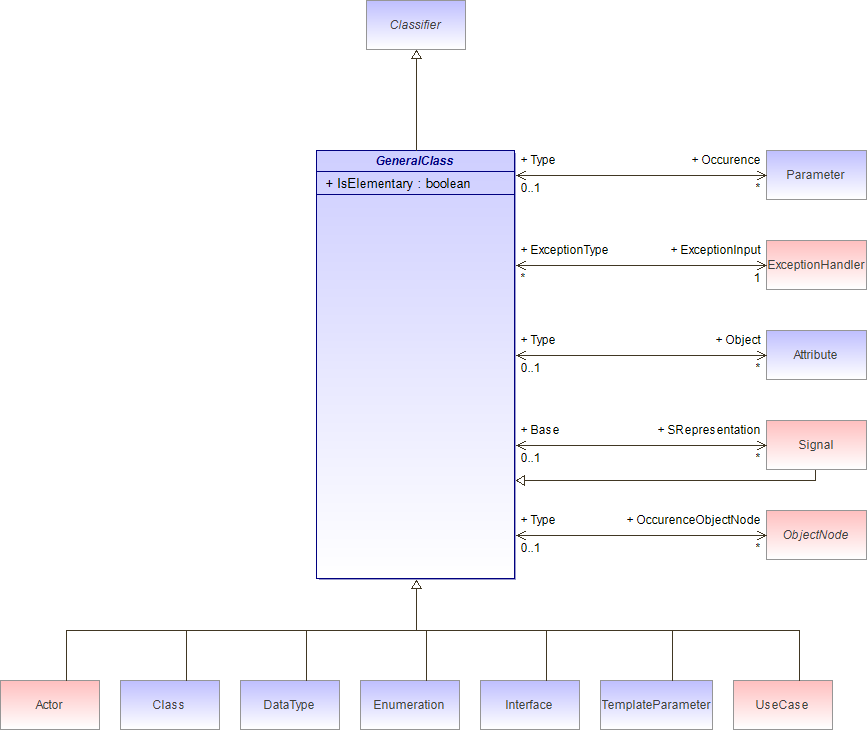 Classifier
GeneralClass
+ IsElementary : boolean
+ Type
+ Occurence
0..1
*
Parameter
+ ExceptionType
+ ExceptionInput
*
1
ExceptionHandler
+ Type
+ Object
0..1
*
Attribute
+ Base
+ SRepresentation
0..1
*
Signal
+ Type
+ OccurenceObjectNode
0..1
*
ObjectNode
Actor
Class
DataType
Enumeration
Interface
TemplateParameter
UseCase